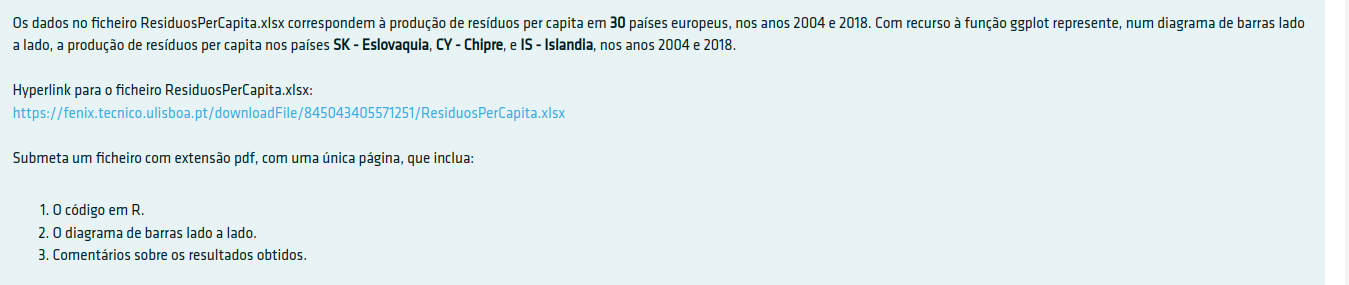 Os dados no ficheiro ResiduosPerCapita.xlsx correspondem à produção de resíduos per capita em 30 países europeus, nos anos 2004 e 2018. Com recurso à função ggplot represente, num diagrama de barras lado
a lado, a produção de resíduos per capita nos países SK - Eslovaquia, CY - Chipre, e IS - Islandia, nos anos 2004 e 2018.
Hyperlink para o ficheiro ResiduosPerCapita.xlsx:
https://fenix.tecnico.ulisboa.pt/downloadFile/845043405571251/ResiduosPerCapita.xlsx
Submeta um ficheiro com extensão pdf, com uma única página, que inclua:
1. O código em R.
2. O diagrama de barras lado a lado.
3. Comentários sobre os resultados obtidos.